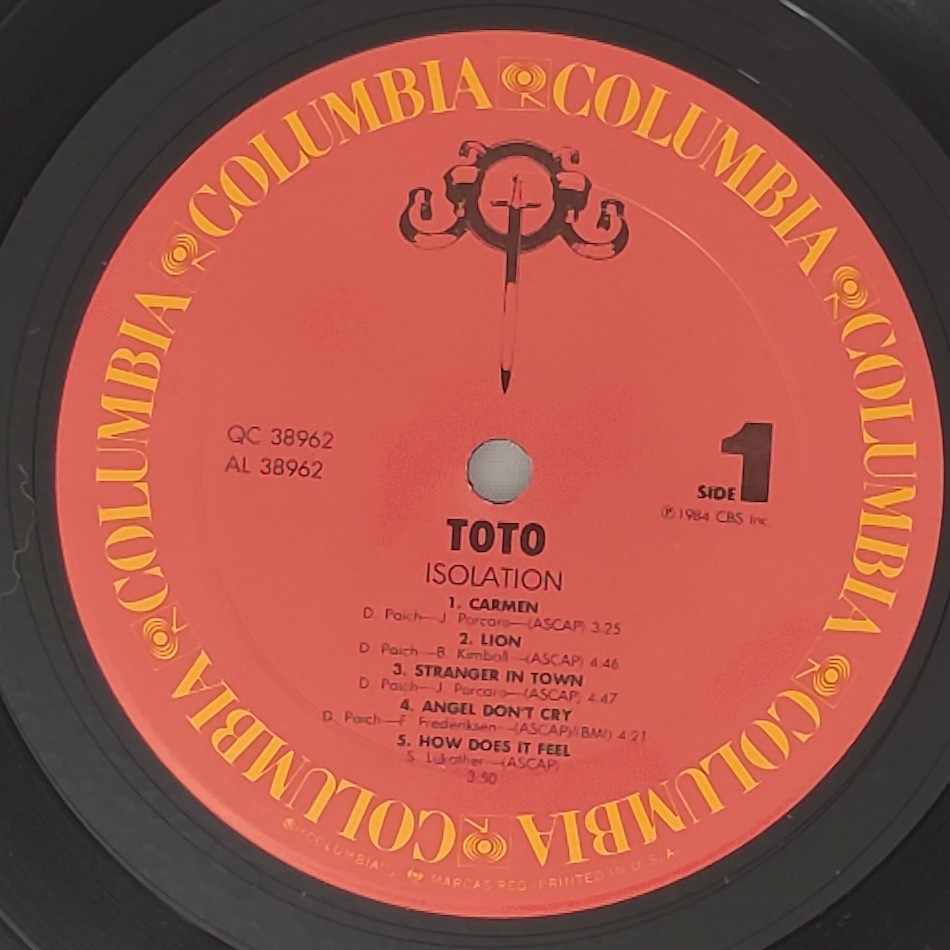 COLUMBIA COLUMBIA COLUMBIA COLUMBIA COLUMBIA COLUMBIA COLUMBIA COLUMBIA
QC 38962
AL 38962
SIDE 1
℗ 1984 CBS Inc.
TOTO
ISOLATION
1. CARMEN
D. Paich—J. Porcaro—(ASCAP) 3:25
2. LION
D. Paich—B. Kimball—(ASCAP) 4:46
3. STRANGER IN TOWN
D. Paich—J. Porcaro—(ASCAP) 4:47
4. ANGEL DON'T CRY
D. Paich—F. Frederiksen—(ASCAP)(BMI) 4:21
5. HOW DOES IT FEEL
S. Lukather—(ASCAP)
3:50
"COLUMBIA", MARCAS REG. PRINTED IN U.S.A.